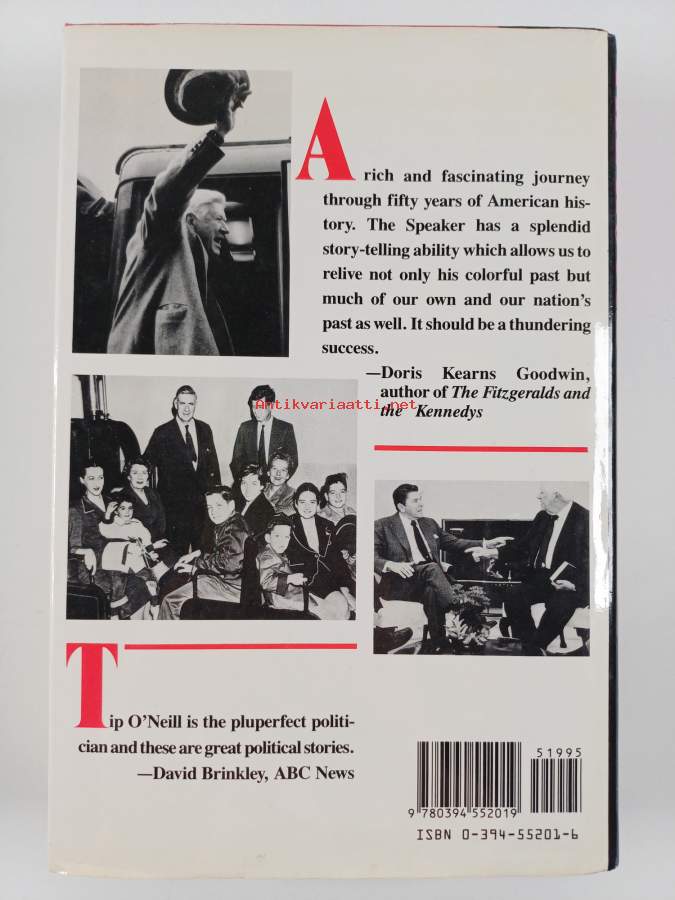 A rich and fascinating journey
through fifty years of American his-
tory. The Speaker has a splendid
story-telling ability which allows us to
relive not only his colorful past but
much of our own and our nation's
past as well. It should be a thundering
success.
—Doris Kearns Goodwin,
author of The Fitzgeralds and
the Kennedys
Antikvariaatti.net
Tip O'Neill is the pluperfect politi-
cian and these are great political stories.
—David Brinkley, ABC News
51995
9 780394 552019
ISBN 0-394-55201-6